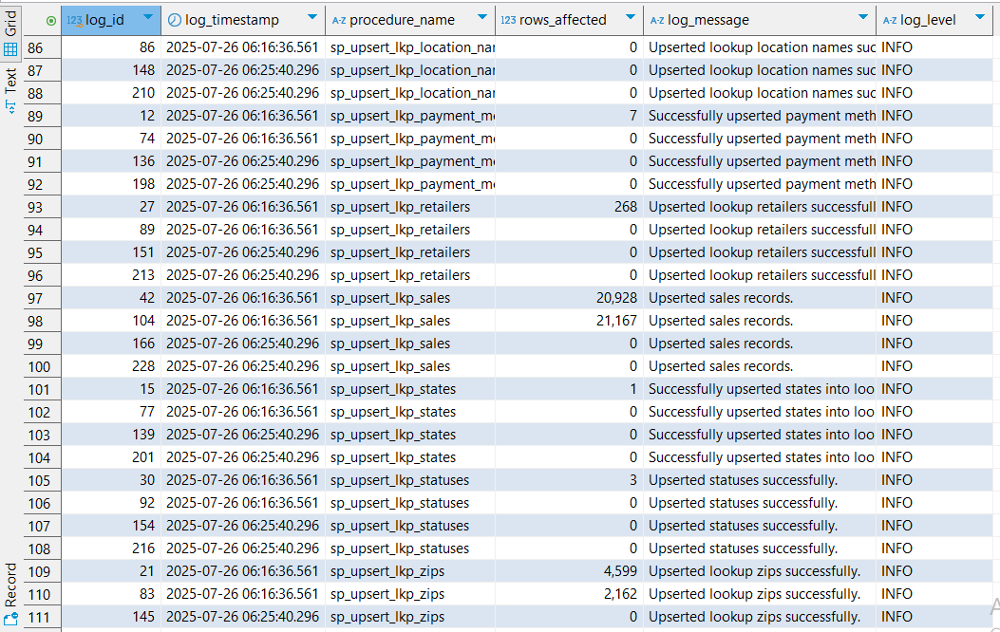 Grid
Text
Record
123 log_id log_timestamp A-Z procedure_name 123 rows_affected A-Z log_message A-Z log_level
86 86 2025-07-26 06:16:36.561 sp_upsert_lkp_location_nar 0 Upserted lookup location names suc INFO
87 148 2025-07-26 06:25:40.296 sp_upsert_lkp_location_nar 0 Upserted lookup location names suc INFO
88 210 2025-07-26 06:25:40.296 sp_upsert_lkp_location_nar 0 Upserted lookup location names suc INFO
89 12 2025-07-26 06:16:36.561 sp_upsert_lkp_payment_me 7 Successfully upserted payment meth INFO
90 74 2025-07-26 06:16:36.561 sp_upsert_lkp_payment_me 0 Successfully upserted payment meth INFO
91 136 2025-07-26 06:25:40.296 sp_upsert_lkp_payment_me 0 Successfully upserted payment meth INFO
92 198 2025-07-26 06:25:40.296 sp_upsert_lkp_payment_me 0 Successfully upserted payment meth INFO
93 27 2025-07-26 06:16:36.561 sp_upsert_lkp_retailers 268 Upserted lookup retailers successfull INFO
94 89 2025-07-26 06:16:36.561 sp_upsert_lkp_retailers 0 Upserted lookup retailers successfull INFO
95 151 2025-07-26 06:25:40.296 sp_upsert_lkp_retailers 0 Upserted lookup retailers successfull INFO
96 213 2025-07-26 06:25:40.296 sp_upsert_lkp_retailers 0 Upserted lookup retailers successfull INFO
97 42 2025-07-26 06:16:36.561 sp_upsert_lkp_sales 20,928 Upserted sales records. INFO
98 104 2025-07-26 06:16:36.561 sp_upsert_lkp_sales 21,167 Upserted sales records. INFO
99 166 2025-07-26 06:25:40.296 sp_upsert_lkp_sales 0 Upserted sales records. INFO
100 228 2025-07-26 06:25:40.296 sp_upsert_lkp_sales 0 Upserted sales records. INFO
101 15 2025-07-26 06:16:36.561 sp_upsert_lkp_states 1 Successfully upserted states into loo INFO
102 77 2025-07-26 06:16:36.561 sp_upsert_lkp_states 0 Successfully upserted states into loo INFO
103 139 2025-07-26 06:25:40.296 sp_upsert_lkp_states 0 Successfully upserted states into loo INFO
104 201 2025-07-26 06:25:40.296 sp_upsert_lkp_states 0 Successfully upserted states into loo INFO
105 30 2025-07-26 06:16:36.561 sp_upsert_lkp_statuses 3 Upserted statuses successfully. INFO
106 92 2025-07-26 06:16:36.561 sp_upsert_lkp_statuses 0 Upserted statuses successfully. INFO
107 154 2025-07-26 06:25:40.296 sp_upsert_lkp_statuses 0 Upserted statuses successfully. INFO
108 216 2025-07-26 06:25:40.296 sp_upsert_lkp_statuses 0 Upserted statuses successfully. INFO
109 21 2025-07-26 06:16:36.561 sp_upsert_lkp_zips 4,599 Upserted lookup zips successfully. INFO
110 83 2025-07-26 06:16:36.561 sp_upsert_lkp_zips 2,162 Upserted lookup zips successfully. INFO
111 145 2025-07-26 06:25:40.296 sp_upsert_lkp_zips 0 Upserted lookup zips successfully. INFO